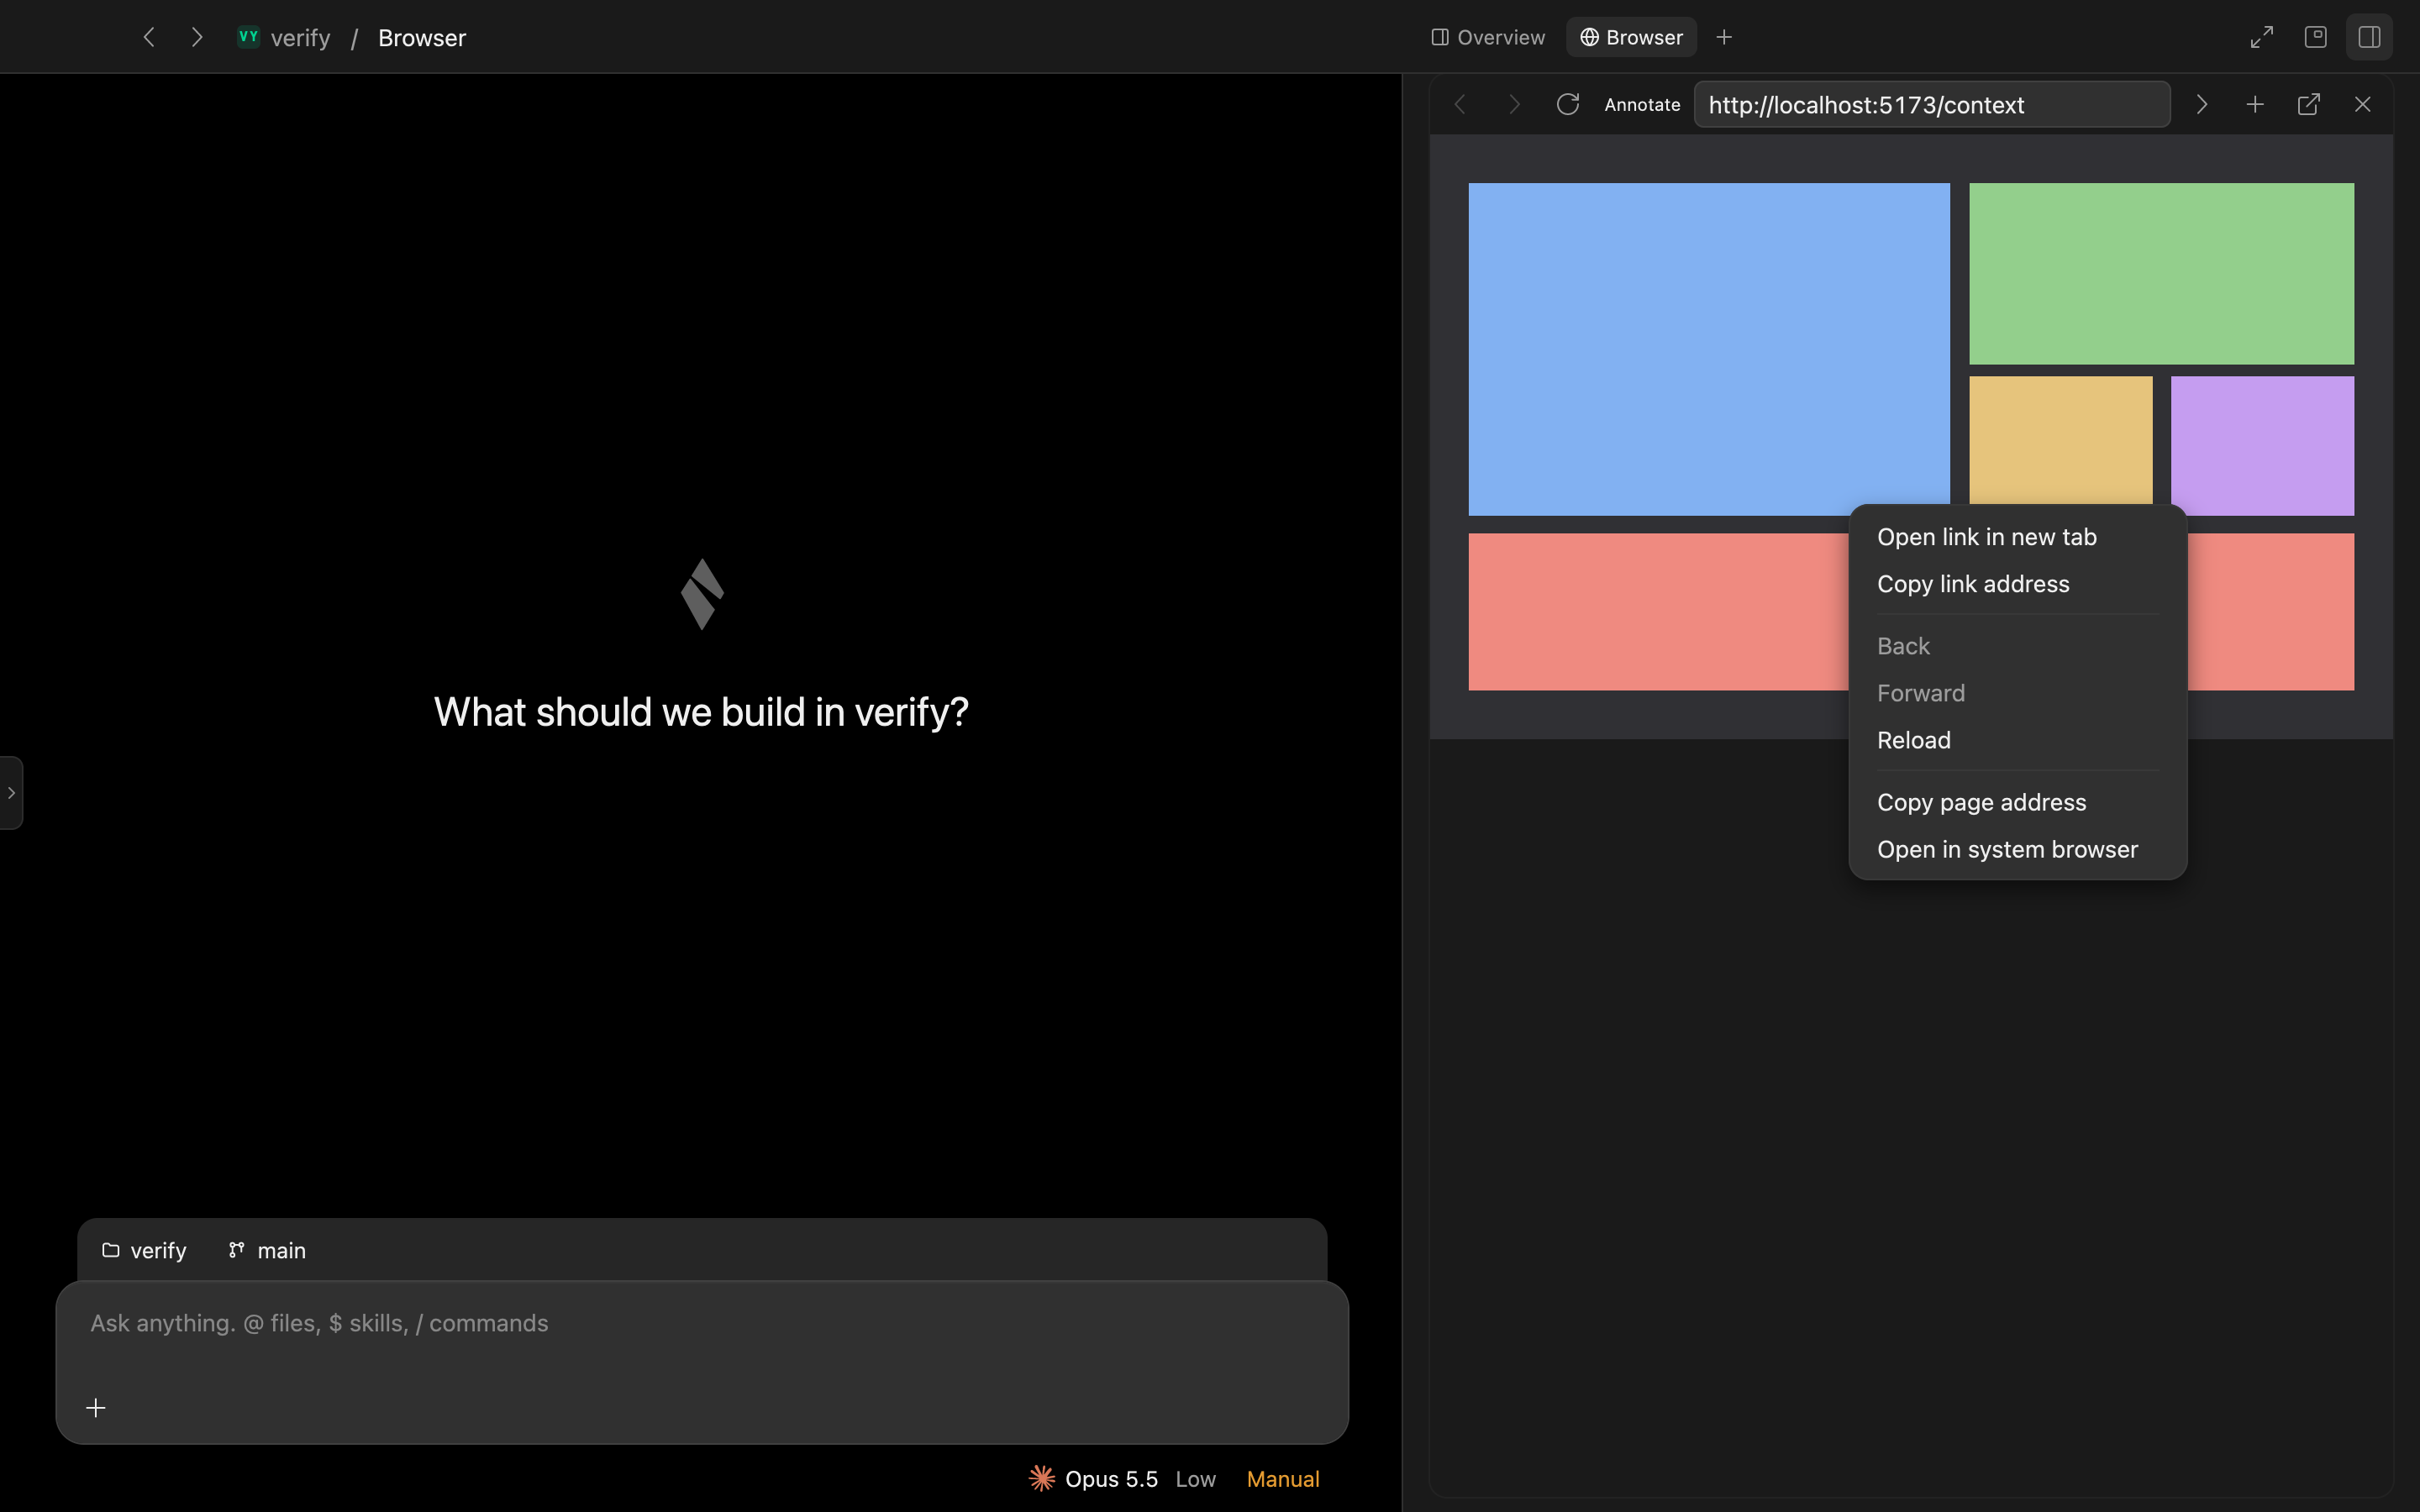 VY verify / Browser
Overview
Browser
Annotate
http://localhost:5173/context
Open link in new tab
Copy link address
Back
Forward
Reload
Copy page address
Open in system browser
What should we build in verify?
verify
main
Ask anything. @ files, $ skills, / commands
Opus 5.5 Low Manual